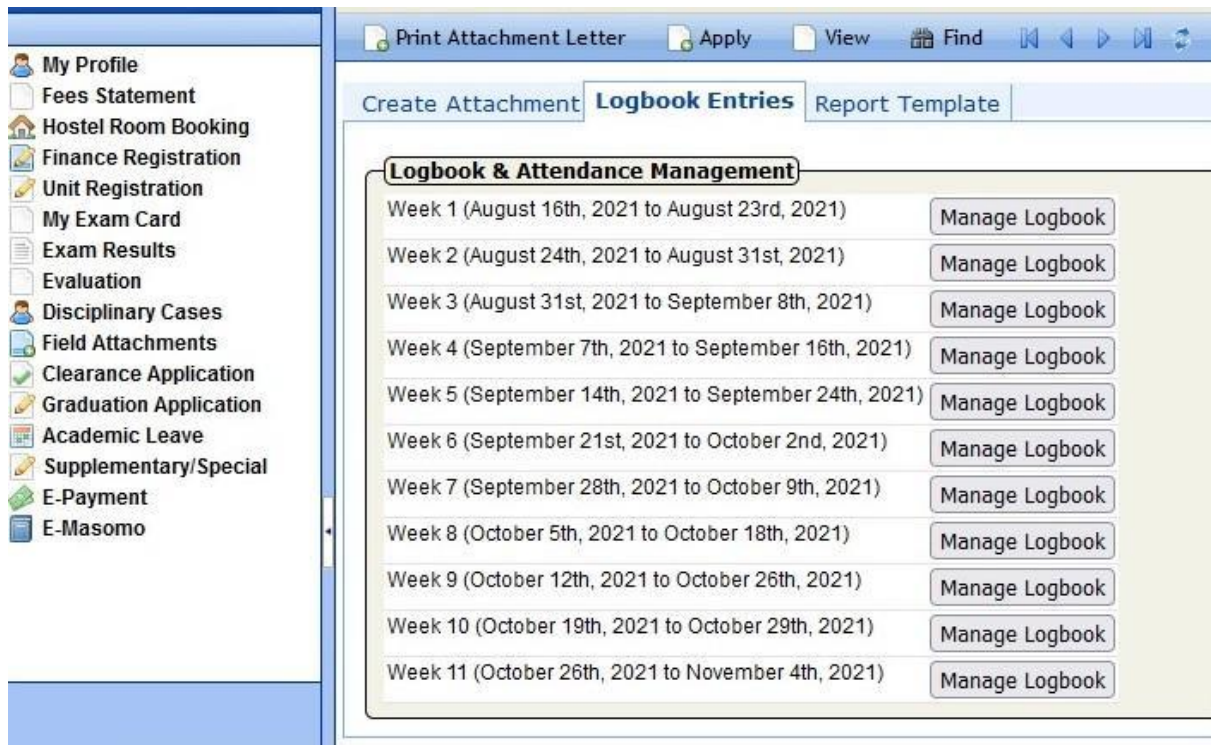 My Profile
Fees Statement
Hostel Room Booking
Finance Registration
Unit Registration
My Exam Card
Exam Results
Evaluation
Disciplinary Cases
Field Attachments
Clearance Application
Graduation Application
Academic Leave
Supplementary/Special
E-Payment
E-Masomo
Print Attachment Letter Apply View Find
Create Attachment Logbook Entries Report Template
Logbook & Attendance Management
Week 1 (August 16th, 2021 to August 23rd, 2021) Manage Logbook
Week 2 (August 24th, 2021 to August 31st, 2021) Manage Logbook
Week 3 (August 31st, 2021 to September 8th, 2021) Manage Logbook
Week 4 (September 7th, 2021 to September 16th, 2021) Manage Logbook
Week 5 (September 14th, 2021 to September 24th, 2021) Manage Logbook
Week 6 (September 21st, 2021 to October 2nd, 2021) Manage Logbook
Week 7 (September 28th, 2021 to October 9th, 2021) Manage Logbook
Week 8 (October 5th, 2021 to October 18th, 2021) Manage Logbook
Week 9 (October 12th, 2021 to October 26th, 2021) Manage Logbook
Week 10 (October 19th, 2021 to October 29th, 2021) Manage Logbook
Week 11 (October 26th, 2021 to November 4th, 2021) Manage Logbook